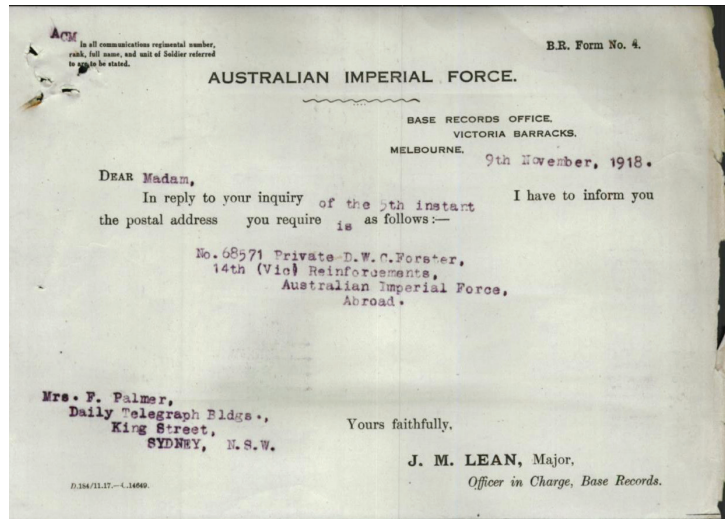 ACM
In all communications regimental number,
rank, full name, and unit of Soldier referred
to are to be stated.
B.R. Form No. 4.
AUSTRALIAN IMPERIAL FORCE.
BASE RECORDS OFFICE,
VICTORIA BARRACKS.
MELBOURNE.
9th November, 1918.
DEAR Madam,
In reply to your inquiry of the 5th instant I have to inform you
the postal address you require is as follows:—
No.68571 Private D.W.C.Forster,
14th (Vic) Reinforcements,
Australian Imperial Force,
Abroad.
Mrs. F. Palmer,
Daily Telegraph Bldgs.,
King Street,
SYDNEY, N.S.W.
Yours faithfully,
J. M. LEAN, Major,
Officer in Charge, Base Records.
D.184/11.17.—C.14649.